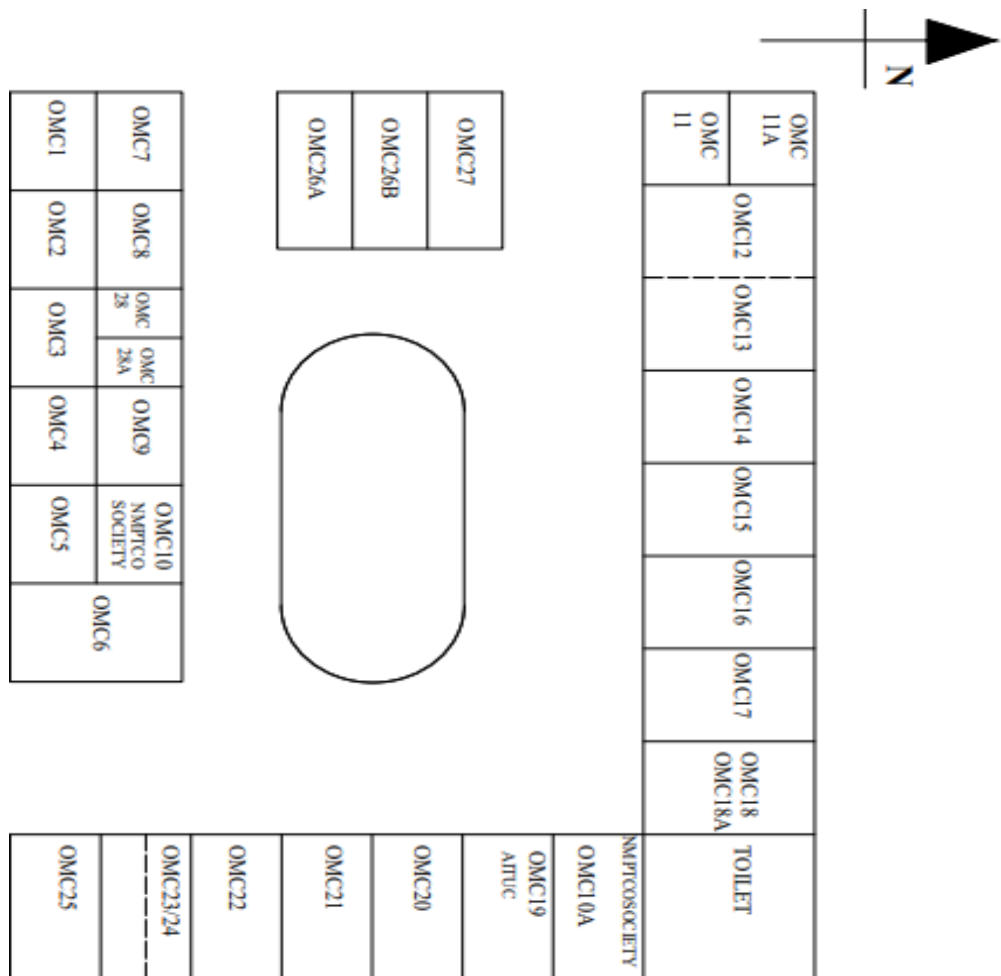 N
OMC1
OMC7
OMC26A
OMC26B
OMC27
OMC
11
OMC
11A
OMC2
OMC8
OMC12
OMC3
OMC
28
OMC
28A
OMC13
OMC4
OMC9
OMC14
OMC5
OMC10
NMPTCO
SOCIETY
OMC15
OMC6
OMC16
OMC17
OMC18
OMC18A
OMC25
OMC23/24
OMC22
OMC21
OMC20
OMC19
AITUC
OMC10A
NMPTCOSOCIETY
TOILET